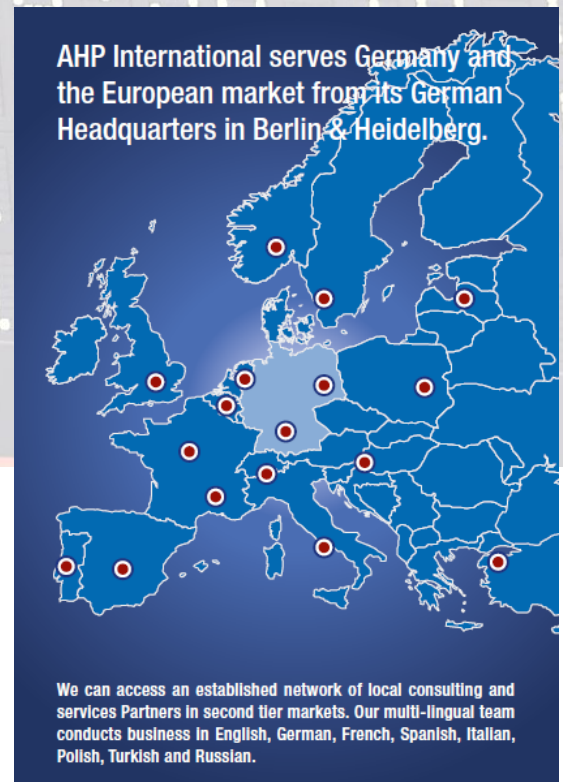 AHP International serves Germany and
the European market from its German
Headquarters in Berlin & Heidelberg.
We can access an established network of local consulting and
services Partners in second tier markets. Our multi-lingual team
conducts business in English, German, French, Spanish, Italian,
Polish, Turkish and Russian.